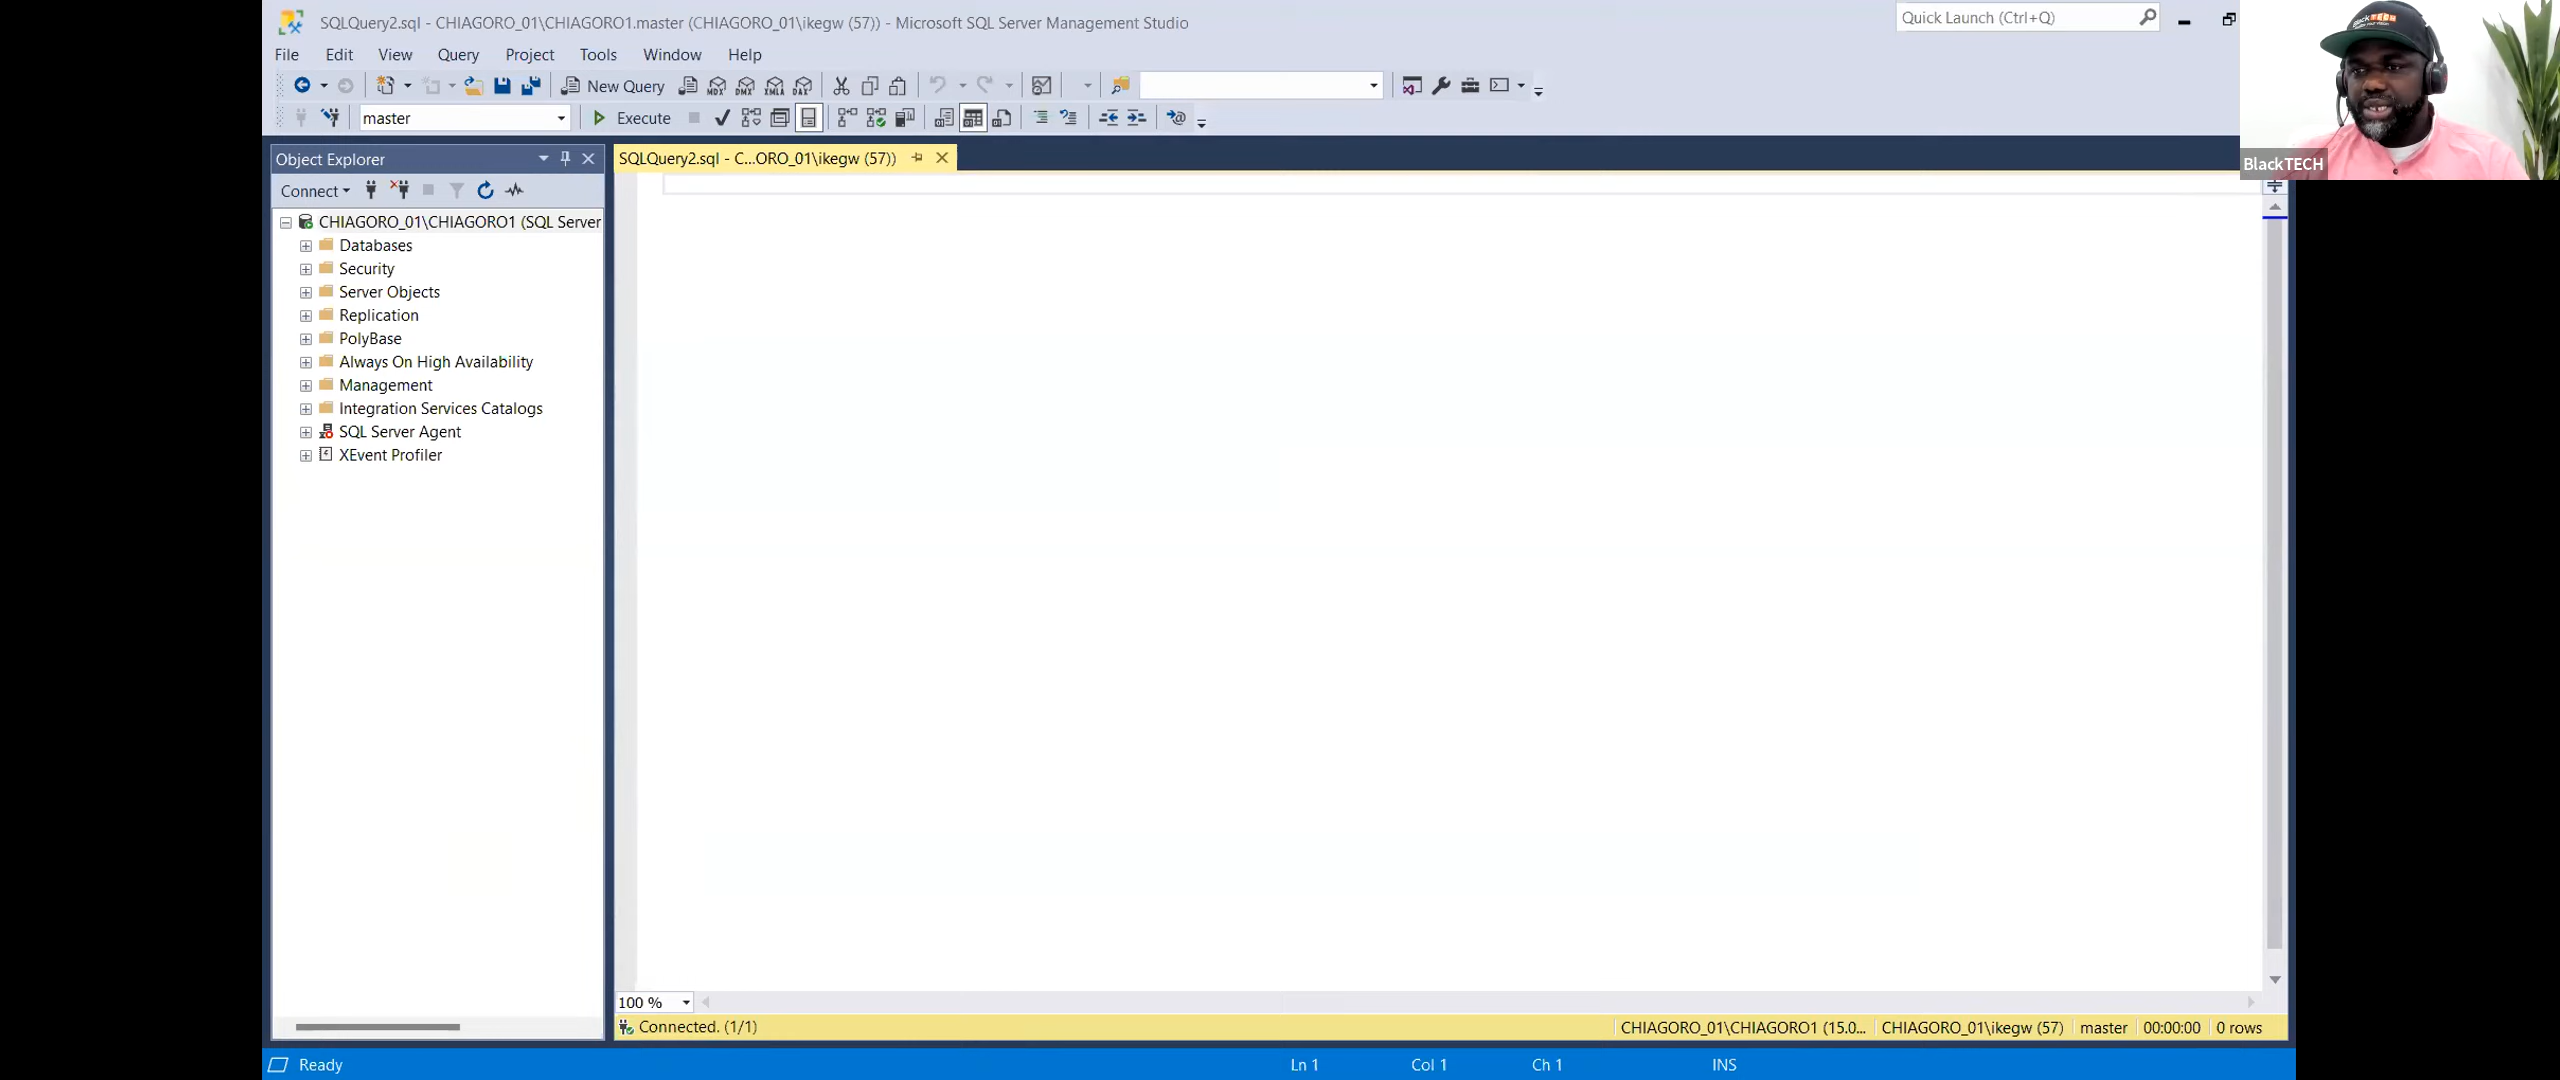 SQLQuery2.sql - CHIAGORO_01\CHIAGORO1.master (CHIAGORO_01\ikegw (57)) - Microsoft SQL Server Management Studio
Quick Launch (Ctrl+Q)
File Edit View Query Project Tools Window Help
New Query MDX DMX XMLA DAX
master Execute
Object Explorer
SQLQuery2.sql - C...ORO_01\ikegw (57))
BlackTECH
Connect
CHIAGORO_01\CHIAGORO1 (SQL Server
Databases
Security
Server Objects
Replication
PolyBase
Always On High Availability
Management
Integration Services Catalogs
SQL Server Agent
XEvent Profiler
100 %
Connected. (1/1)
CHIAGORO_01\CHIAGORO1 (15.0... CHIAGORO_01\ikegw (57) master 00:00:00 0 rows
Ready Ln 1 Col 1 Ch 1 INS